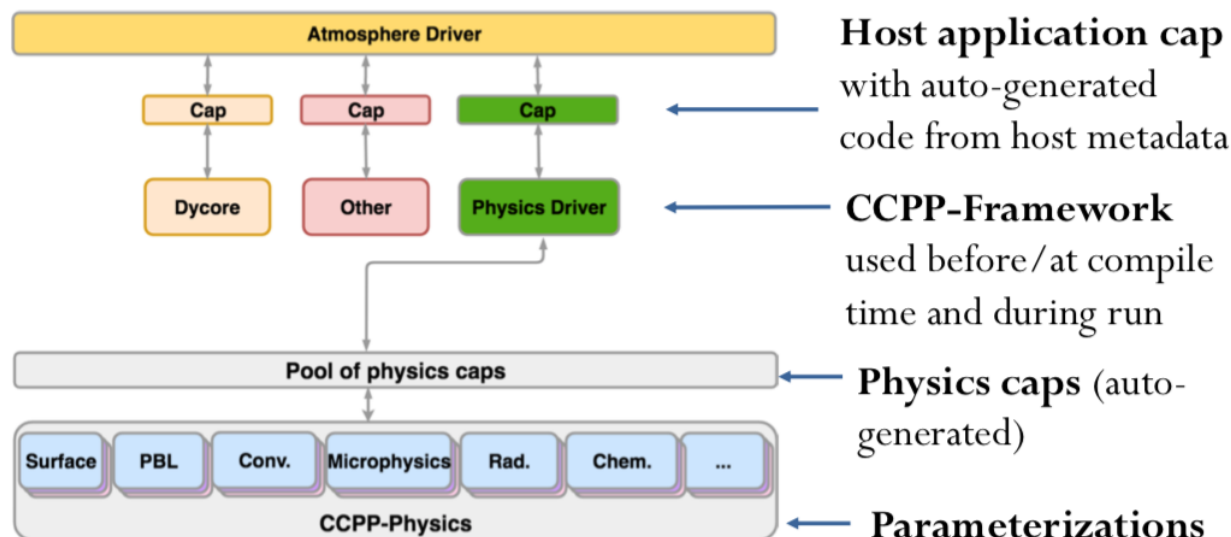 Atmosphere Driver
Cap
Cap
Cap
Dycore
Other
Physics Driver
Pool of physics caps
Surface
PBL
Conv.
Microphysics
Rad.
Chem.
...
CCPP-Physics
Host application cap
with auto-generated
code from host metadata
CCPP-Framework
used before/at compile
time and during run
Physics caps (auto-
generated)
Parameterizations